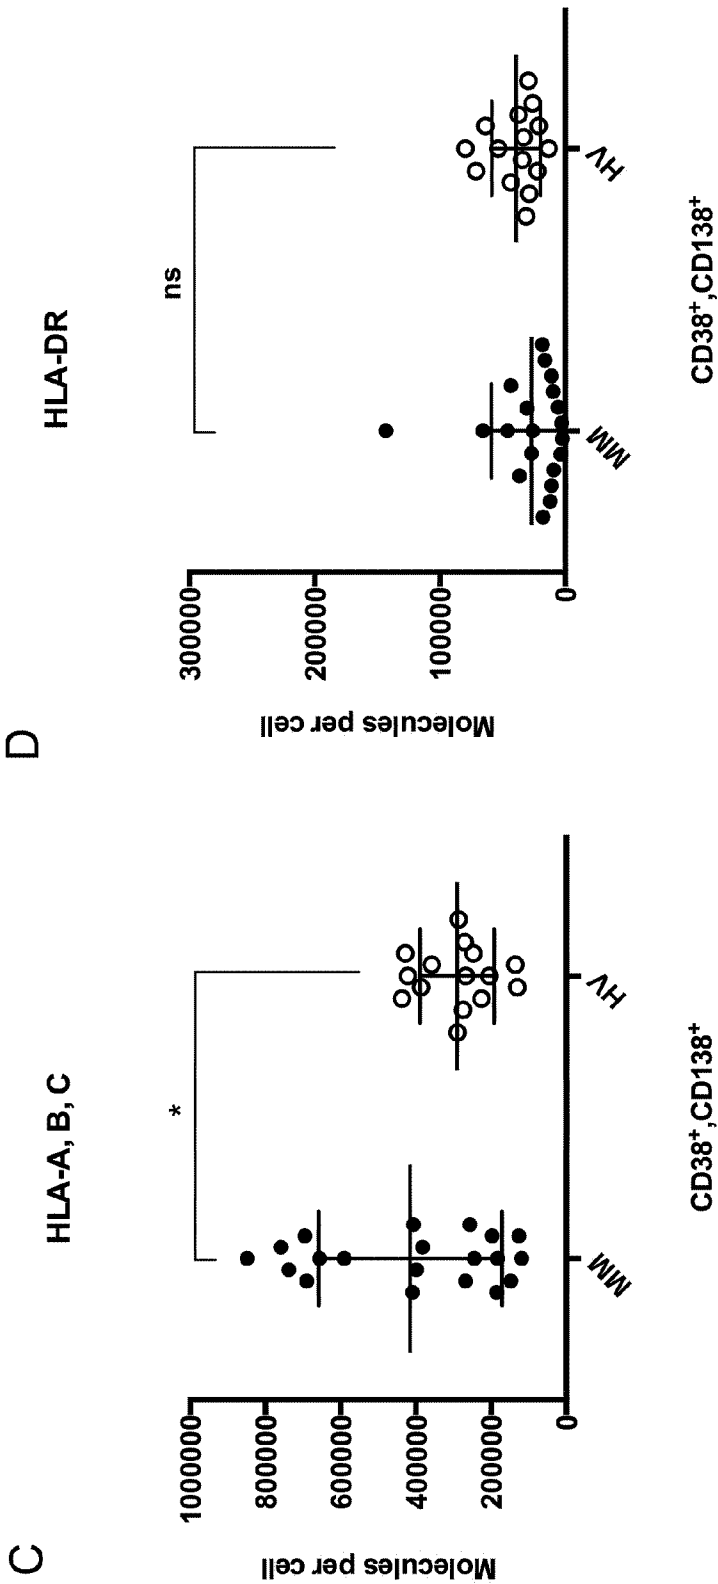 C
HLA-A, B, C
*
Molecules per cell
1000000
800000
600000
400000
200000
0
MM
HV
CD38+,CD138+
D
HLA-DR
ns
Molecules per cell
300000
200000
100000
0
MM
HV
CD38+,CD138+